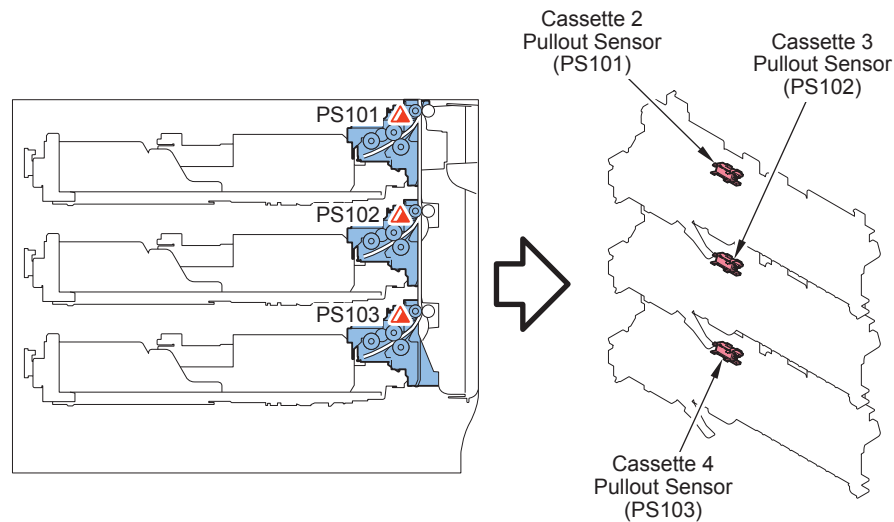 Cassette 2
Pullout Sensor
(PS101)
Cassette 3
Pullout Sensor
(PS102)
PS101
PS102
PS103
Cassette 4
Pullout Sensor
(PS103)